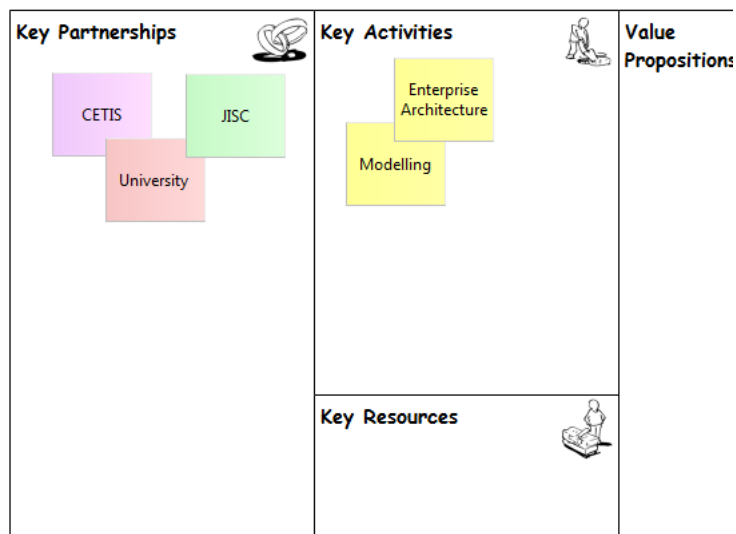 Key Partnerships
CETIS
JISC
University
Key Activities
Enterprise
Architecture
Modelling
Key Resources
Value
Propositions